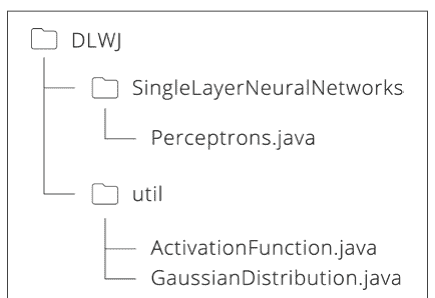 DLWJ
SingleLayerNeuralNetworks
Perceptrons.java
util
ActivationFunction.java
GaussianDistribution.java